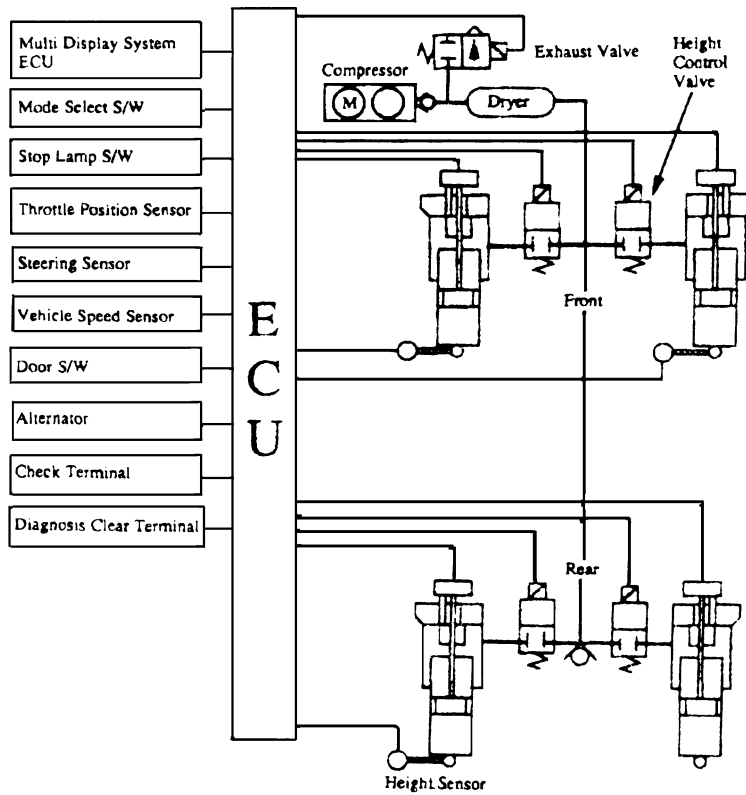 Multi Display System
ECU
Mode Select S/W
Stop Lamp S/W
Throttle Position Sensor
Steering Sensor
Vehicle Speed Sensor
Door S/W
Alternator
Check Terminal
Diagnosis Clear Terminal
E
C
U
Compressor
M
Exhaust Valve
Dryer
Height
Control
Valve
Front
Rear
Height Sensor